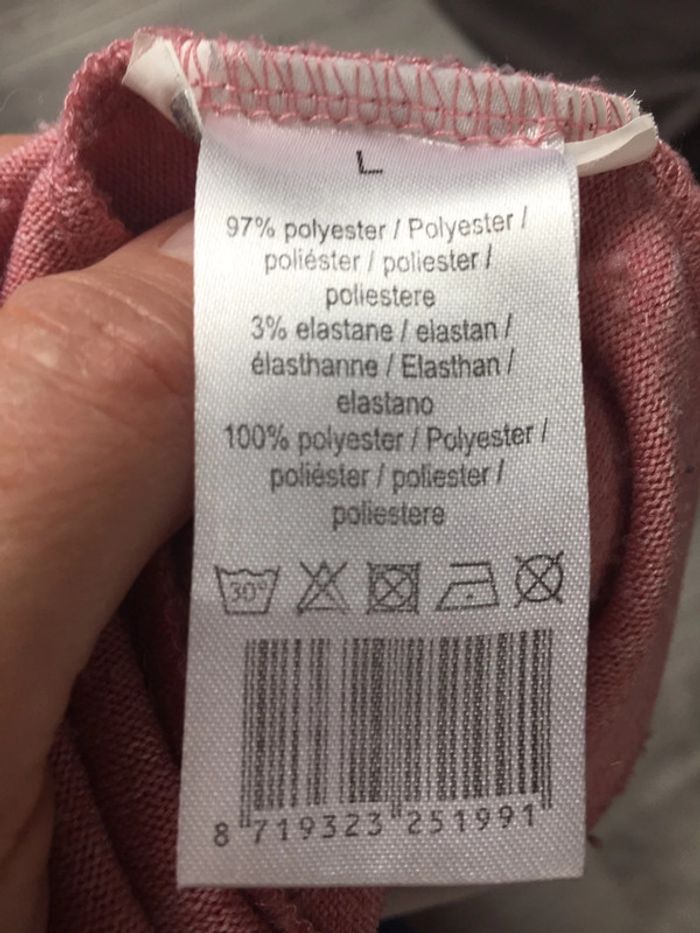 L
97% polyester / Polyester /
poliéster / poliester /
poliestere
3% elastane / elastan /
élasthanne / Elasthan /
elastano
100% polyester / Polyester /
poliéster / poliester /
poliestere
30°
8 719323 251991